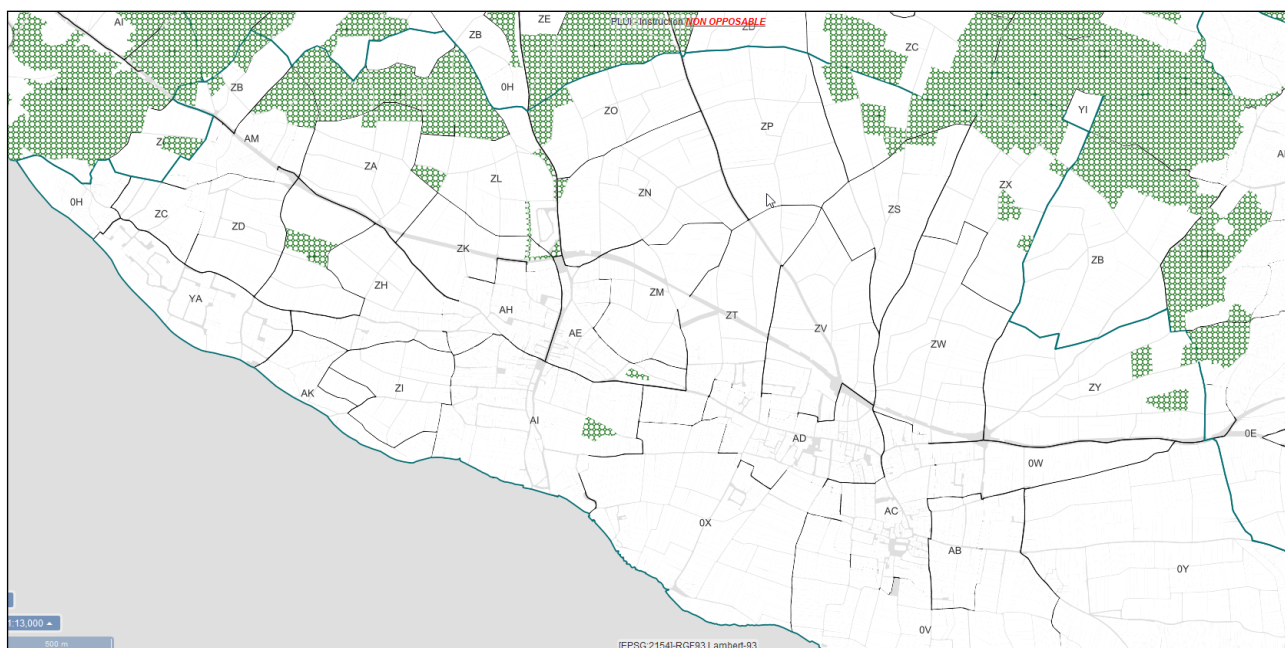 PLUi - Instruction NON OPPOSABLE
AI
ZE
ZB
ZD
ZC
0H
ZB
ZO
ZP
YI
AM
ZA
ZL
ZN
ZS
ZX
0H
ZC
ZD
ZK
ZH
ZM
ZB
YA
AH
AE
ZT
ZV
ZW
AK
ZI
AI
ZY
AD
0E
0W
0X
AC
AB
0Y
0V
1:13,000
500 m
[EPSG:2154]-RGF93 Lambert-93